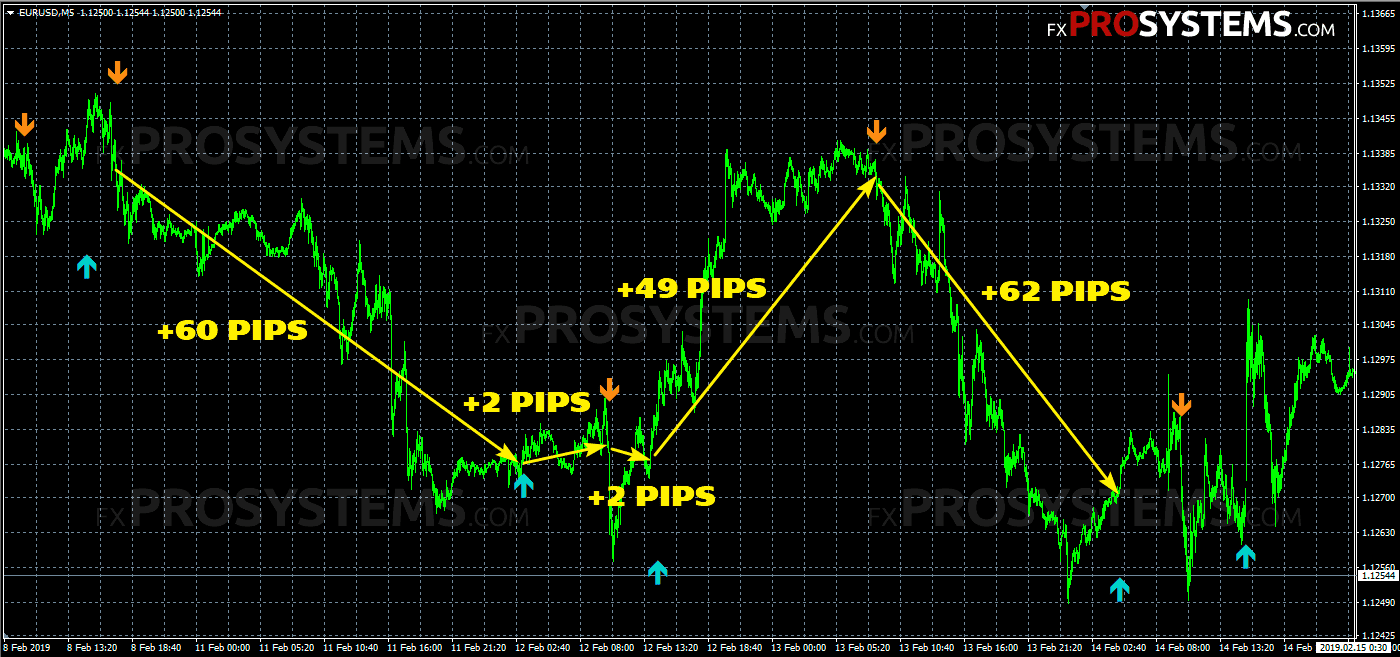 EURUSD,M5 1.12500 1.12544 1.12500 1.12544
FXPROSYSTEMS.COM
1.13665
1.13595
1.13525
1.13455
1.13385
1.13320
1.13250
1.13180
1.13110
1.13045
1.12975
1.12905
1.12835
1.12765
1.12700
1.12630
1.12560
1.12544
1.12490
1.12425
FXPROSYSTEMS.COM
FXPROSYSTEMS.COM
+49 PIPS
+62 PIPS
+60 PIPS
FXPROSYSTEMS.COM
+2 PIPS
+2 PIPS
FXPROSYSTEMS.COM
FXPROSYSTEMS.COM
8 Feb 2019 8 Feb 13:20 8 Feb 18:40 11 Feb 00:00 11 Feb 05:20 11 Feb 10:40 11 Feb 16:00 11 Feb 21:20 12 Feb 02:40 12 Feb 08:00 12 Feb 13:20 12 Feb 18:40 13 Feb 00:00 13 Feb 05:20 13 Feb 10:40 13 Feb 16:00 13 Feb 21:20 14 Feb 02:40 14 Feb 08:00 14 Feb 13:20 14 Feb 2019.02.15 0:30